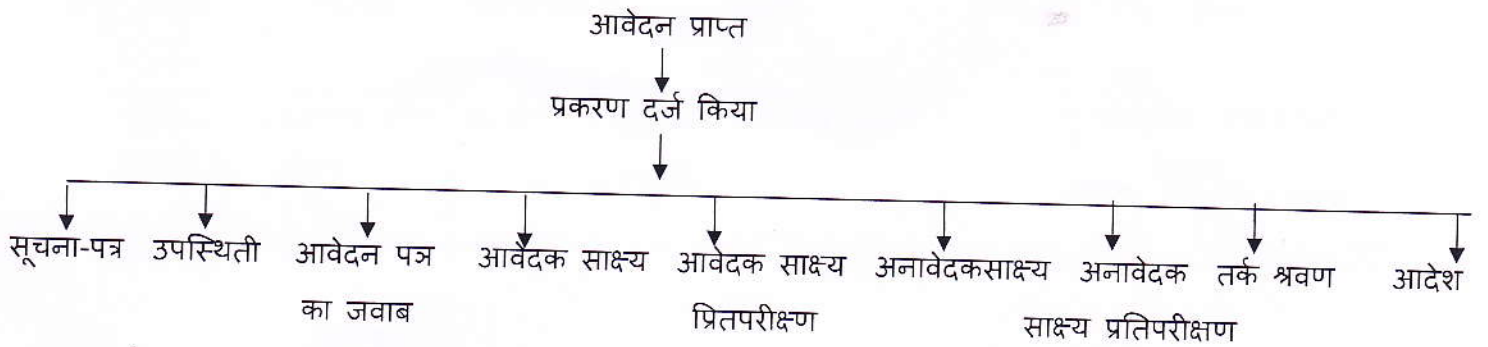 आवेदन प्राप्त
प्रकरण दर्ज किया
सूचना-पत्र उपस्थिती आवेदन पत्र आवेदक साक्ष्य आवेदक साक्ष्य अनावेदकसाक्ष्य अनावेदक तर्क श्रवण आदेश
का जवाब प्रितपरीक्ष्ण साक्ष्य प्रतिपरीक्षण